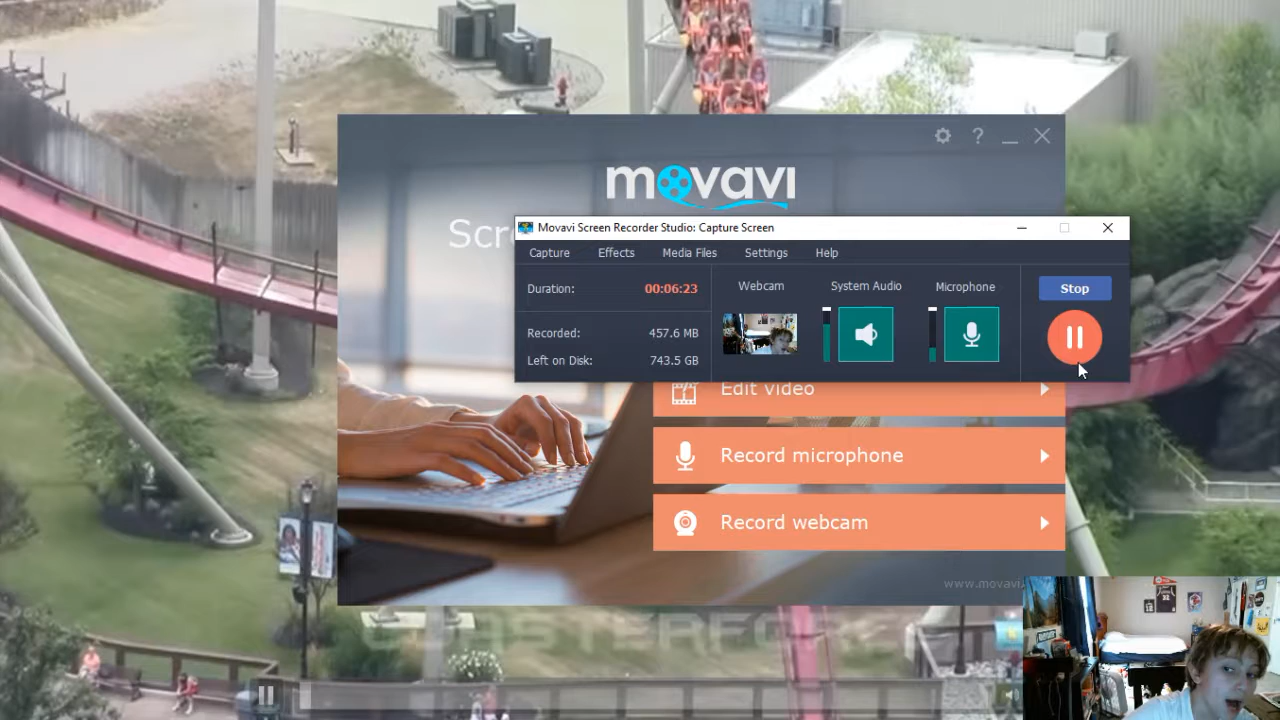 ?
movavi
Scr
Movavi Screen Recorder Studio: Capture Screen
Capture Effects Media Files Settings Help
Duration: 00:06:23
Webcam
System Audio
Microphone
Stop
Recorded: 457.6 MB
Left on Disk: 743.5 GB
Edit video
Record microphone
Record webcam
www.movavi
COASTERFORCE